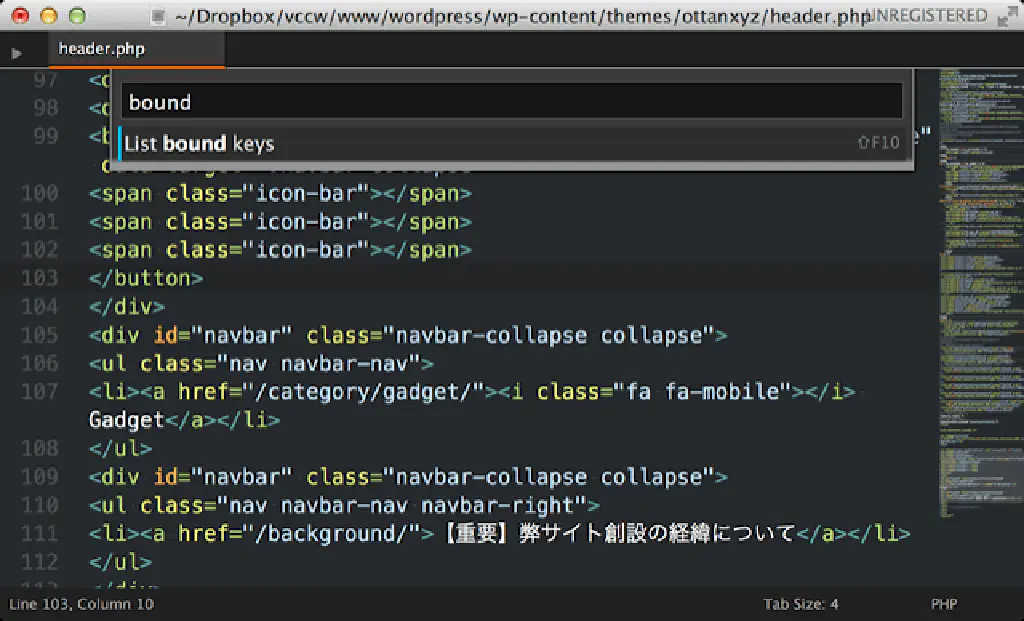 ~/Dropbox/vccw/www/wordpress/wp-content/themes/ottanxyz/header.php
UNREGISTERED
header.php
bound
List bound keys ⇧F10
97 <
98 <
99 <b e"
100 <span class="icon-bar"></span>
101 <span class="icon-bar"></span>
102 <span class="icon-bar"></span>
103 </button>
104 </div>
105 <div id="navbar" class="navbar-collapse collapse">
106 <ul class="nav navbar-nav">
107 <li><a href="/category/gadget/"><i class="fa fa-mobile"></i>
Gadget</a></li>
108 </ul>
109 <div id="navbar" class="navbar-collapse collapse">
110 <ul class="nav navbar-nav navbar-right">
111 <li><a href="/background/">【重要】弊サイト創設の経緯について</a></li>
112 </ul>
Line 103, Column 10 Tab Size: 4 PHP